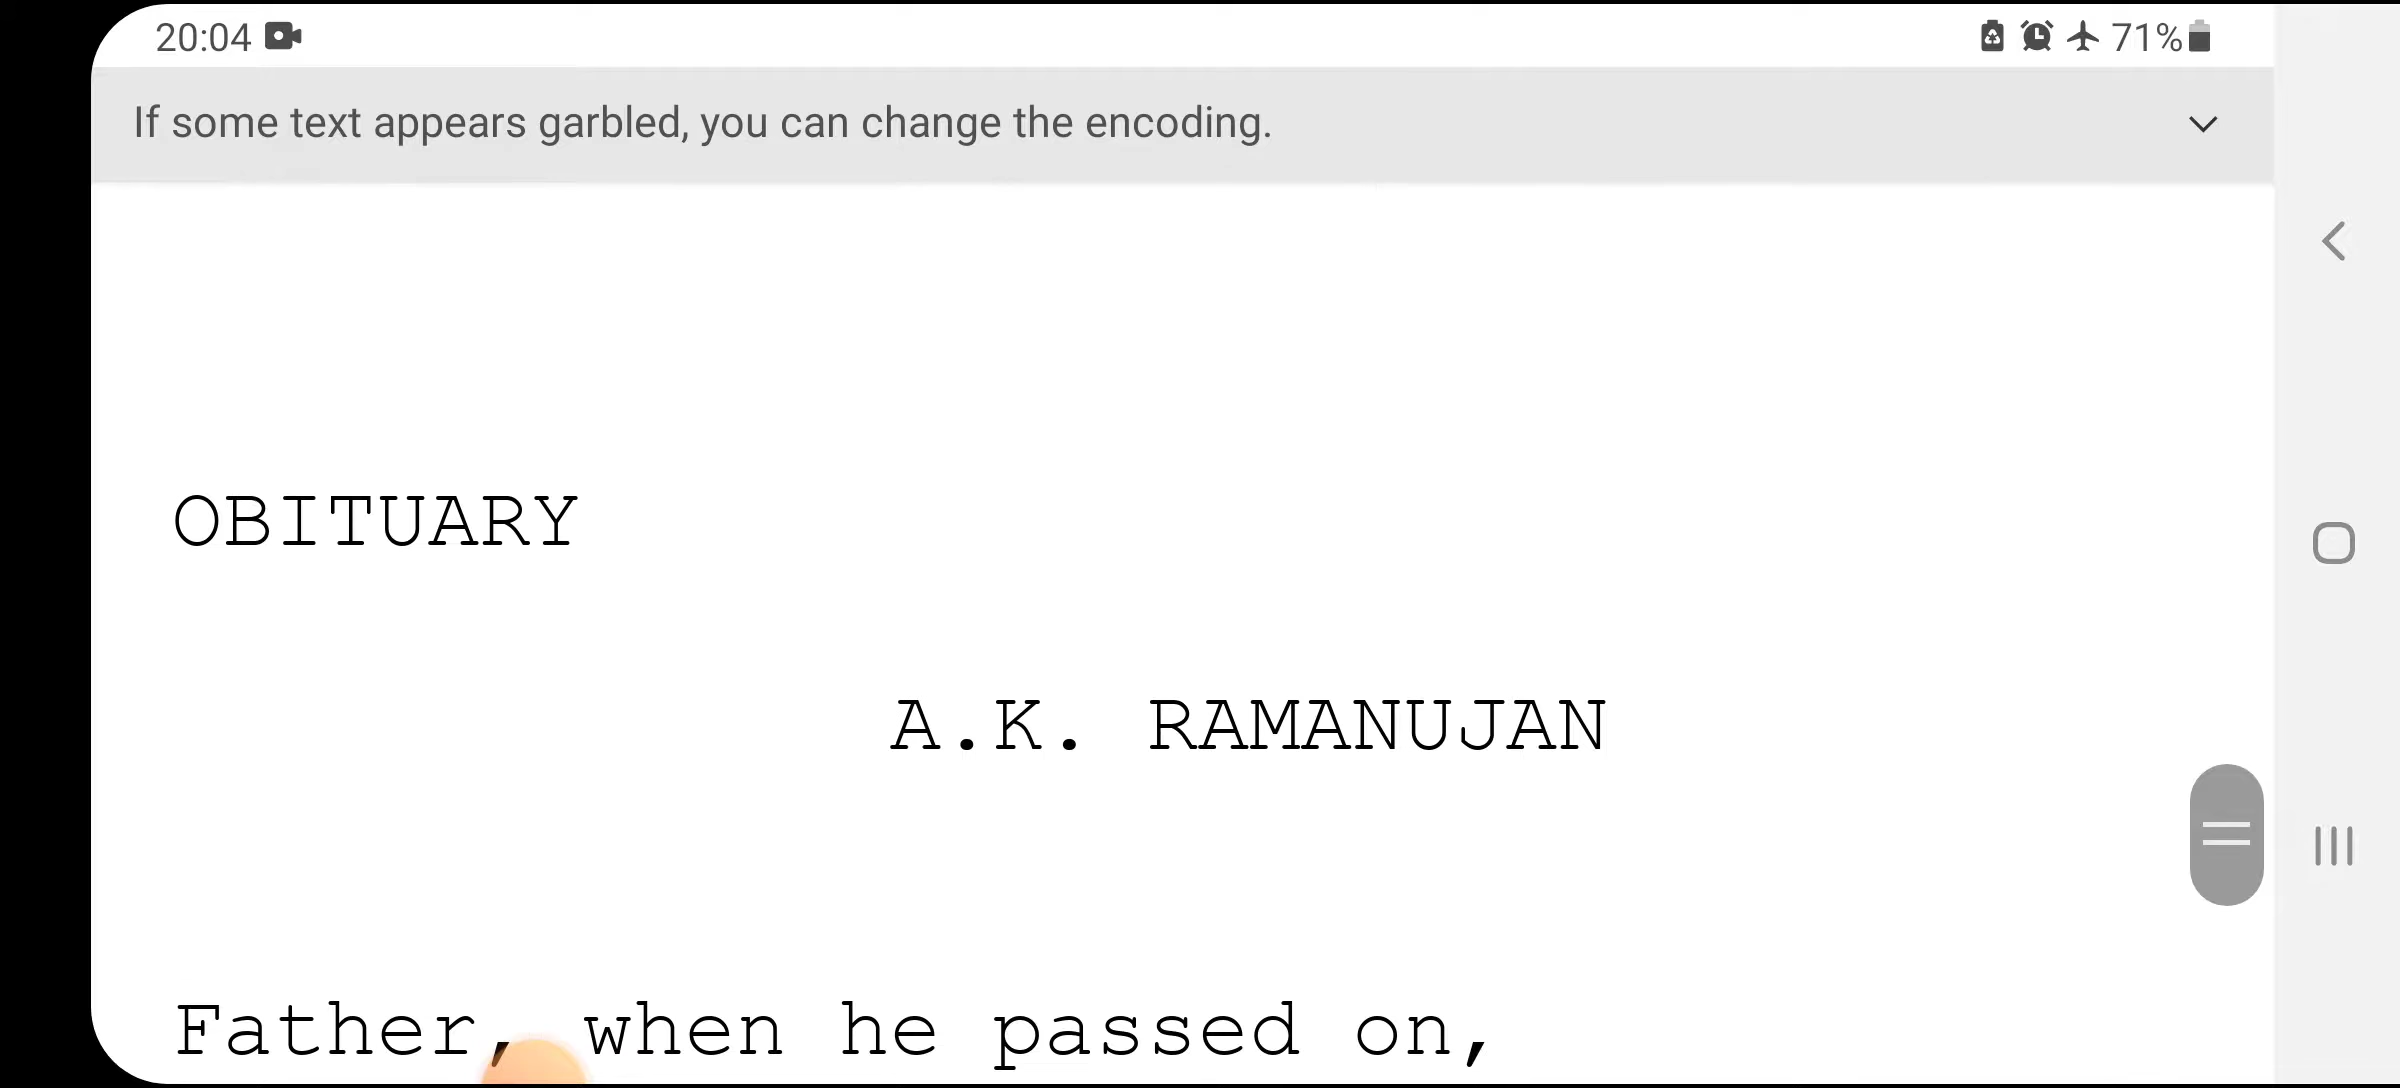 20:04 71%
If some text appears garbled, you can change the encoding.
OBITUARY
A.K. RAMANUJAN
Father, when he passed on,